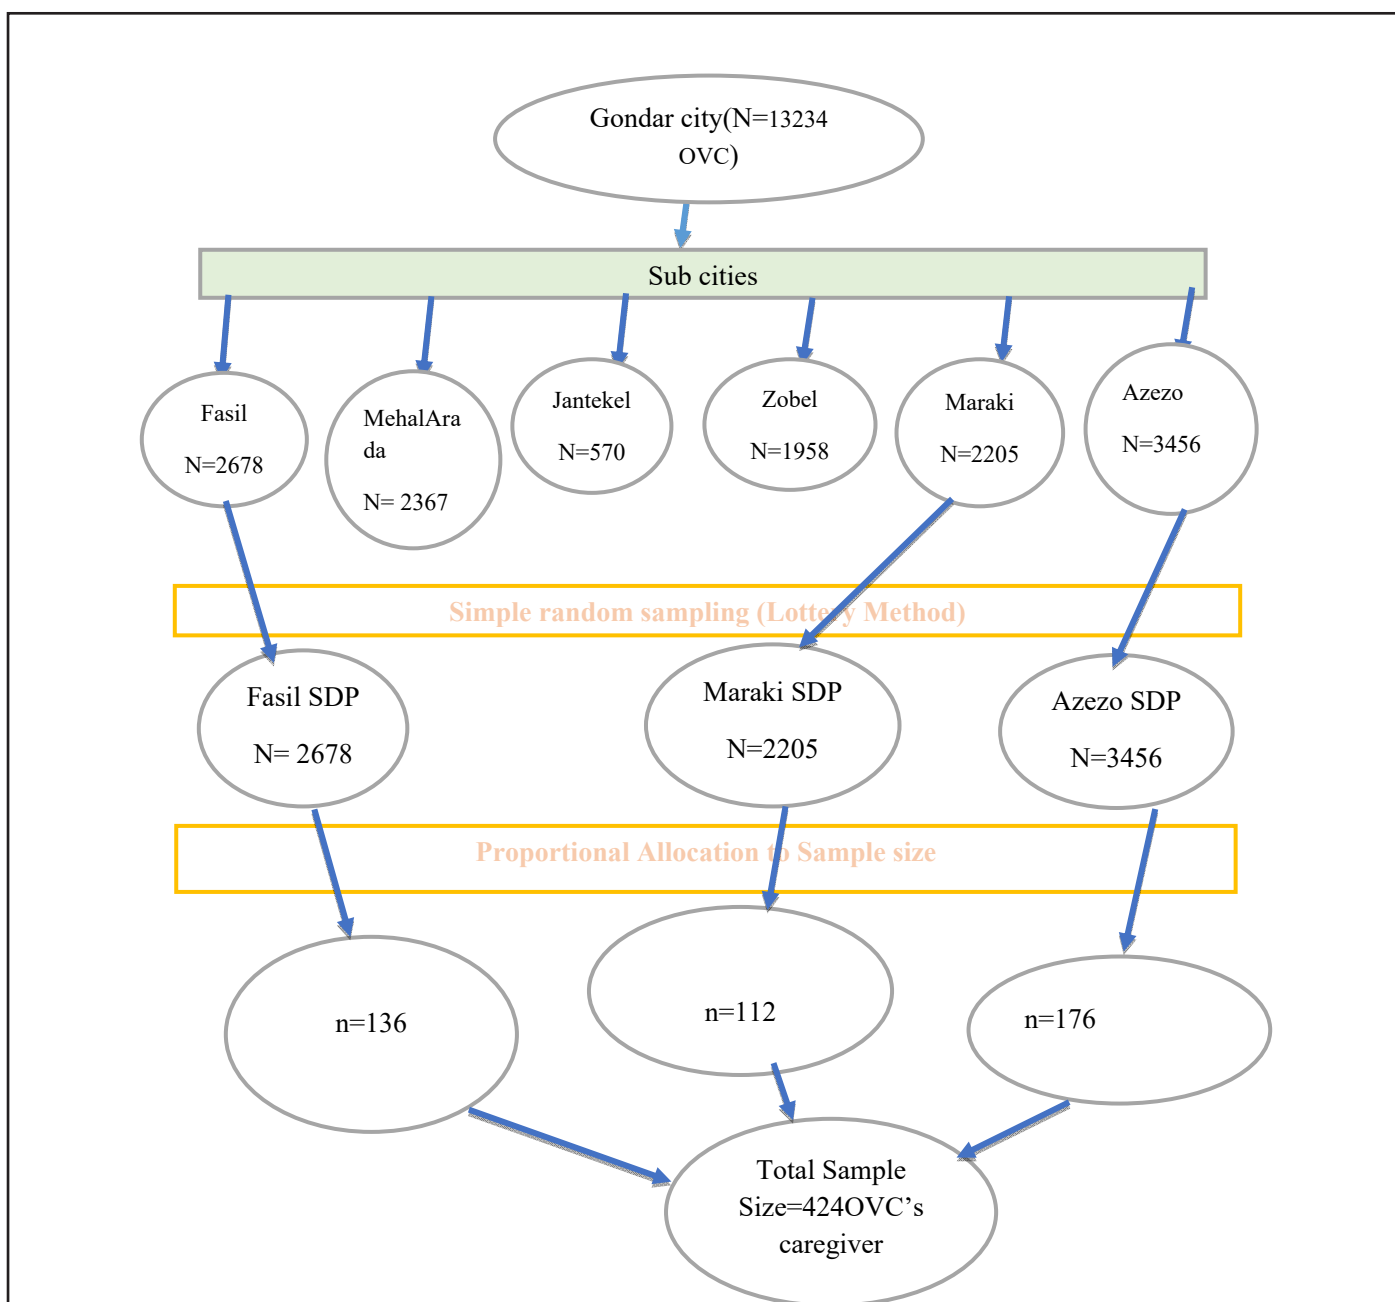 Gondar city(N=13234
OVC)
Sub cities
Fasil
N=2678
MehalAra
da
N= 2367
Jantekel
N=570
Zobel
N=1958
Maraki
N=2205
Azezo
N=3456
Simple random sampling (Lottery Method)
Fasil SDP
N= 2678
Maraki SDP
N=2205
Azezo SDP
N=3456
Proportional Allocation to Sample size
n=136
n=112
n=176
Total Sample
Size=424OVC’s
caregiver